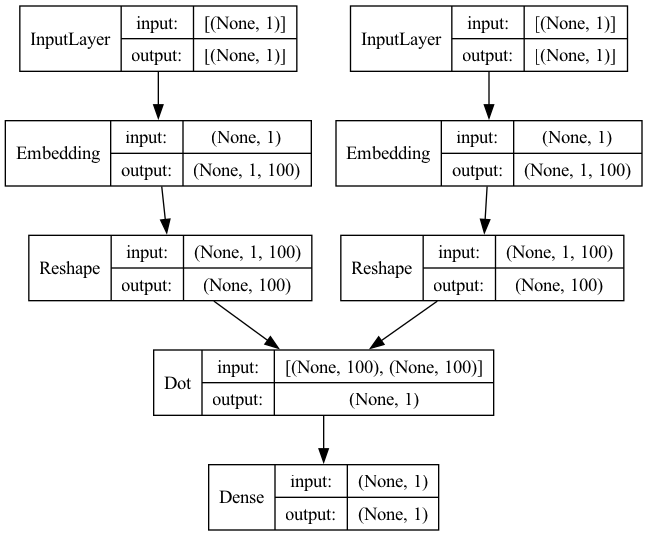 InputLayer input: [(None, 1)]
output: [(None, 1)]
InputLayer input: [(None, 1)]
output: [(None, 1)]
Embedding input: (None, 1)
output: (None, 1, 100)
Embedding input: (None, 1)
output: (None, 1, 100)
Reshape input: (None, 1, 100)
output: (None, 100)
Reshape input: (None, 1, 100)
output: (None, 100)
Dot input: [(None, 100), (None, 100)]
output: (None, 1)
Dense input: (None, 1)
output: (None, 1)